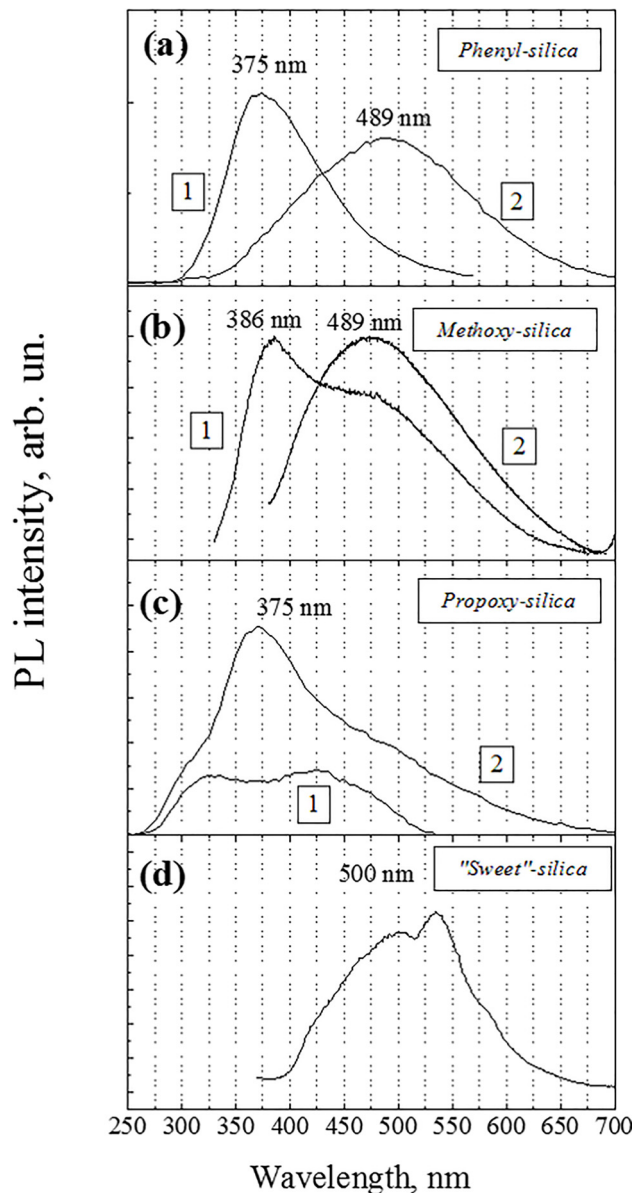 (a)
Phenyl-silica
375 nm
489 nm
1
2
(b)
386 nm
489 nm
Methoxy-silica
1
2
(c)
375 nm
Propoxy-silica
2
1
(d)
500 nm
"Sweet"-silica
PL intensity, arb. un.
250 300 350 400 450 500 550 600 650 700
Wavelength, nm